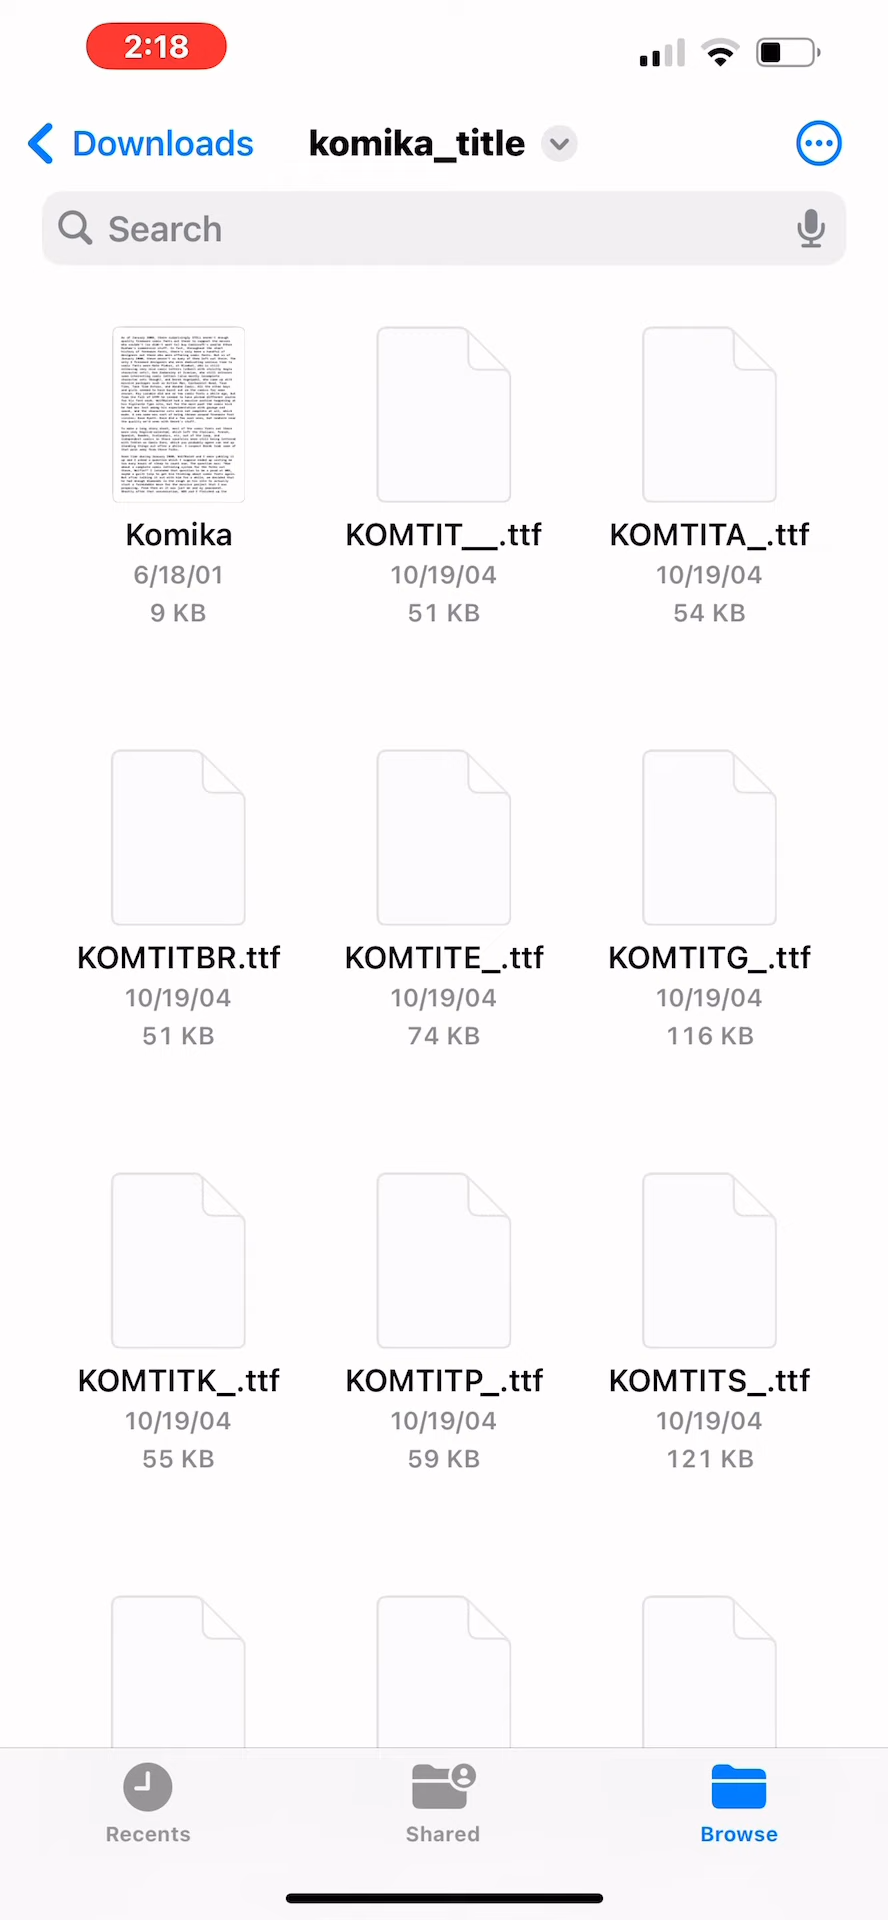 2:18
Downloads komika_title
Search
Komika
6/18/01
9 KB
KOMTIT__.ttf
10/19/04
51 KB
KOMTITA_.ttf
10/19/04
54 KB
KOMTITBR.ttf
10/19/04
51 KB
KOMTITE_.ttf
10/19/04
74 KB
KOMTITG_.ttf
10/19/04
116 KB
KOMTITK_.ttf
10/19/04
55 KB
KOMTITP_.ttf
10/19/04
59 KB
KOMTITS_.ttf
10/19/04
121 KB
Recents
Shared
Browse